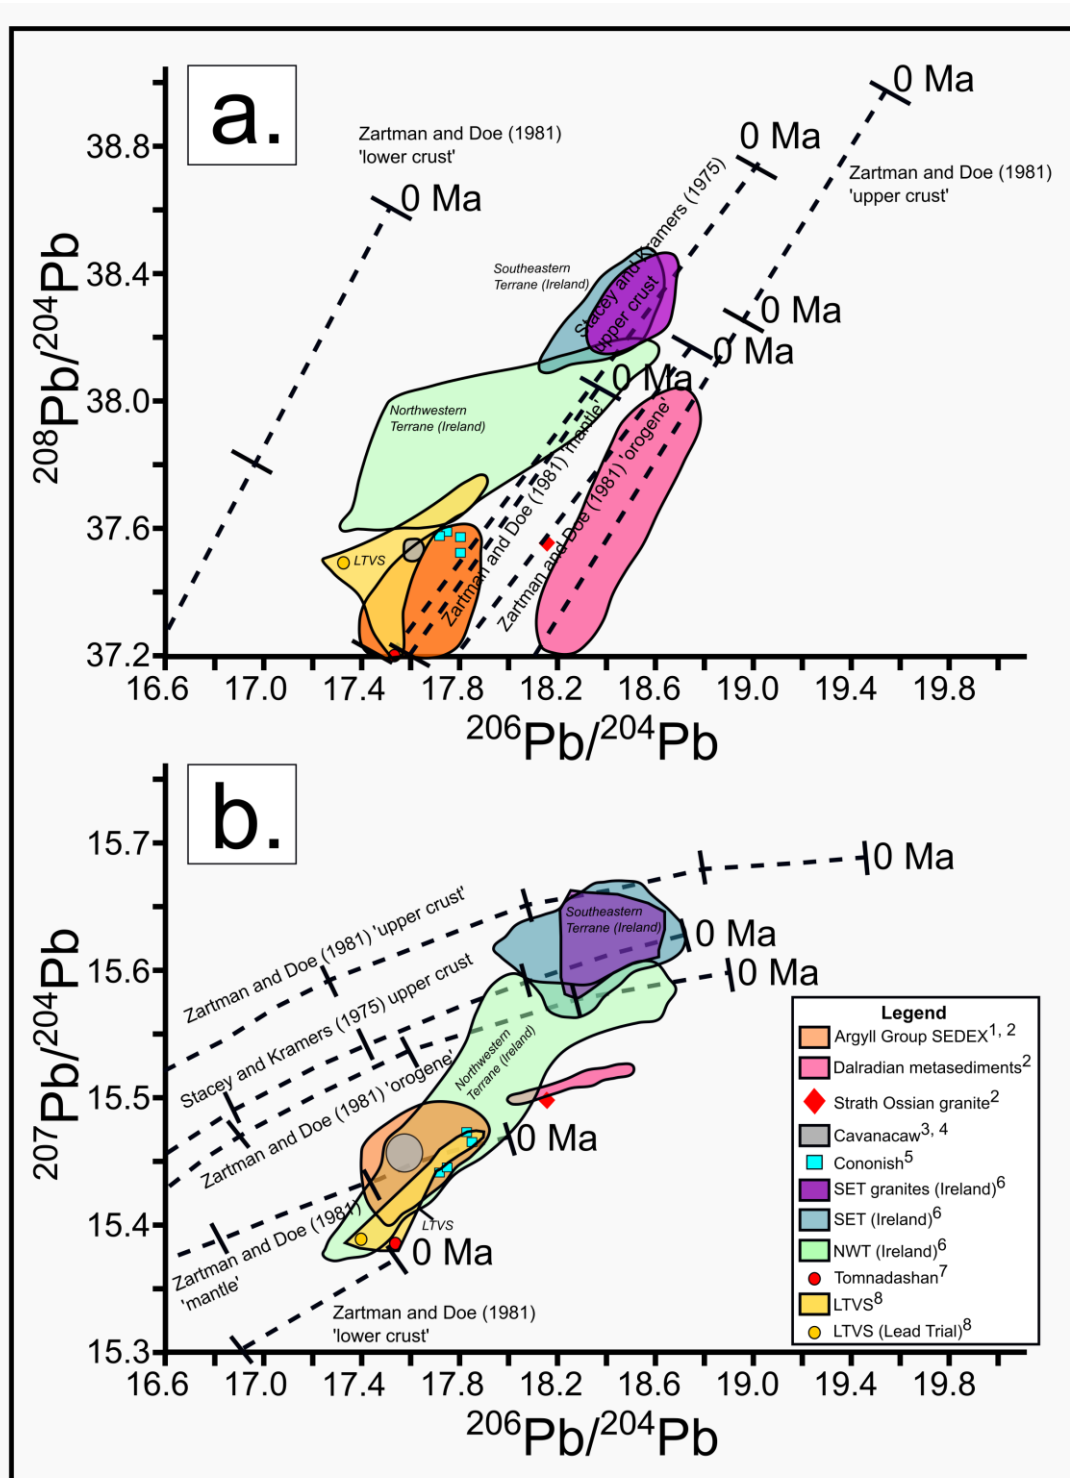 a.
0 Ma
Zartman and Doe (1981)
'lower crust'
0 Ma
0 Ma
Stacey and Kramers (1975)
'upper crust
Zartman and Doe (1981)
'upper crust'
Southeastern
Terrane (Ireland)
0 Ma
0 Ma
0 Ma
Northwestern
Terrane (Ireland)
Zartman and Doe (1981) 'mantle'
Zartman and Doe (1981) 'orogene'
LTVS
38.8
38.4
38.0
37.6
37.2
208Pb/204Pb
16.6 17.0 17.4 17.8 18.2 18.6 19.0 19.4 19.8
206Pb/204Pb
b.
15.7
15.6
15.5
15.4
15.3
207Pb/204Pb
0 Ma
Zartman and Doe (1981) 'upper crust'
Southeastern
Terrane (Ireland)
0 Ma
Stacey and Kramers (1975) upper crust
0 Ma
Zartman and Doe (1981) 'orogene'
Northwestern
Terrane (Ireland)
0 Ma
Zartman and Doe (1981)
'mantle'
LTVS
0 Ma
Zartman and Doe (1981)
'lower crust'
Legend
Argyll Group SEDEX1, 2
Dalradian metasediments2
Strath Ossian granite2
Cavanacaw3, 4
Cononish5
SET granites (Ireland)6
SET (Ireland)6
NWT (Ireland)6
Tomnadashan7
LTVS8
LTVS (Lead Trial)8
16.6 17.0 17.4 17.8 18.2 18.6 19.0 19.4 19.8
206Pb/204Pb